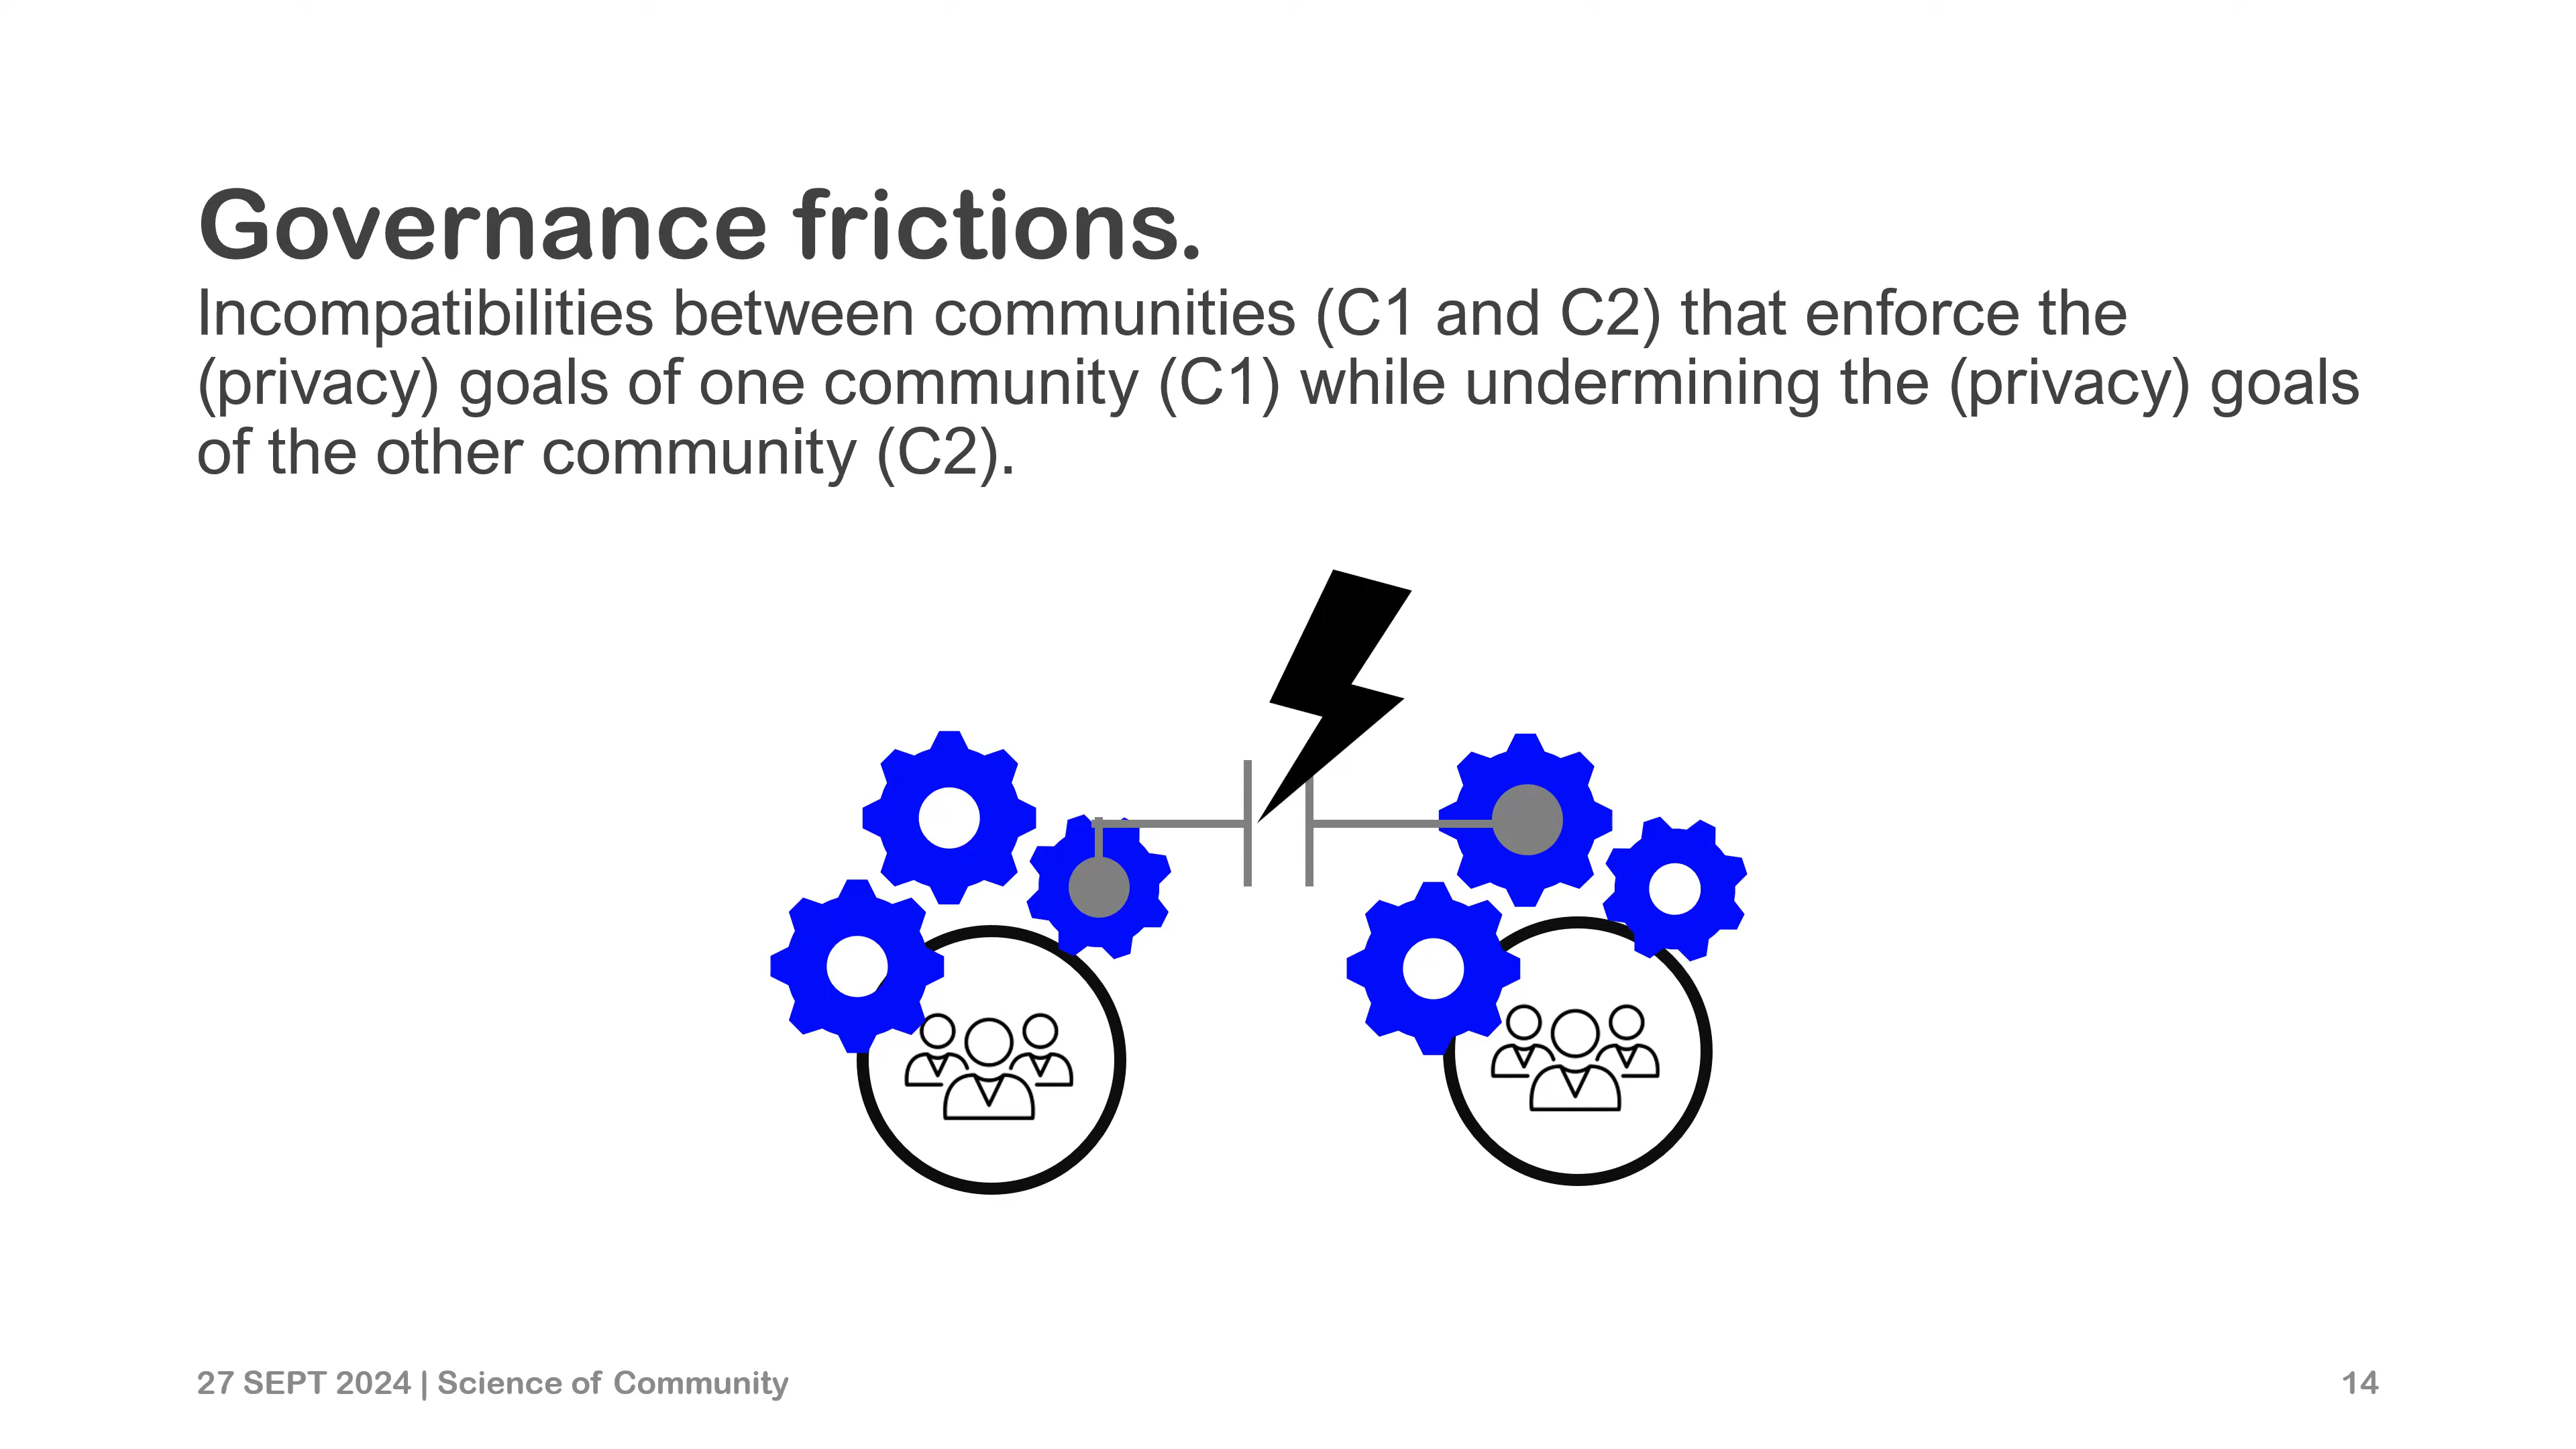 Governance frictions.
Incompatibilities between communities (C1 and C2) that enforce the
(privacy) goals of one community (C1) while undermining the (privacy) goals
of the other community (C2).
27 SEPT 2024 | Science of Community
14